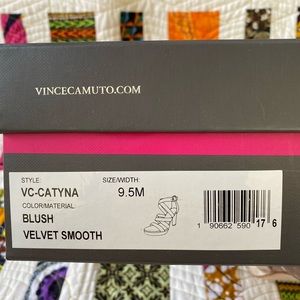 VINCECAMUTO.COM
STYLE: SIZE/WIDTH:
VC-CATYNA 9.5M
COLOR/MATERIAL:
BLUSH
VELVET SMOOTH
1 90662 590 17 6